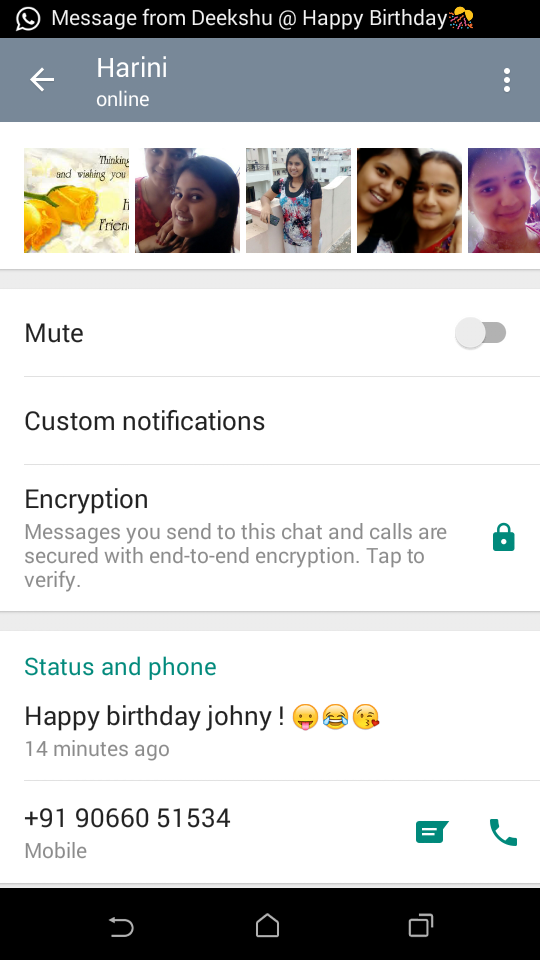 Message from Deekshu @ Happy Birthday🎊
Harini
online
Thinking
and wishing you
H
Frien
Mute
Custom notifications
Encryption
Messages you send to this chat and calls are
secured with end-to-end encryption. Tap to
verify.
Status and phone
Happy birthday johny ! 😛😂😘
14 minutes ago
+91 90660 51534
Mobile